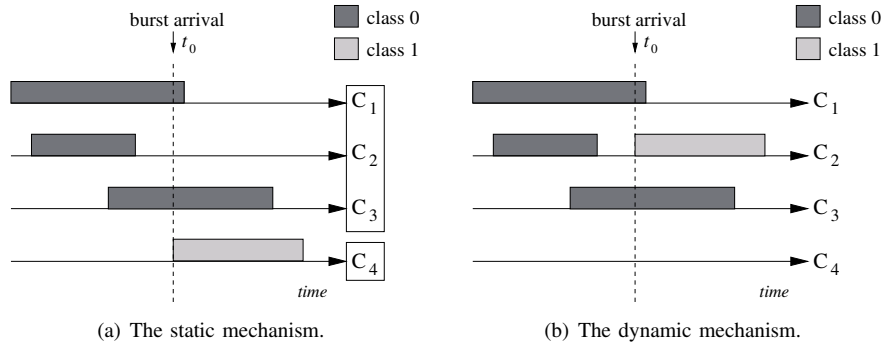 burst arrival
t0
class 0
class 1
C1
C2
C3
C4
time
(a) The static mechanism.
burst arrival
t0
class 0
class 1
C1
C2
C3
C4
time
(b) The dynamic mechanism.